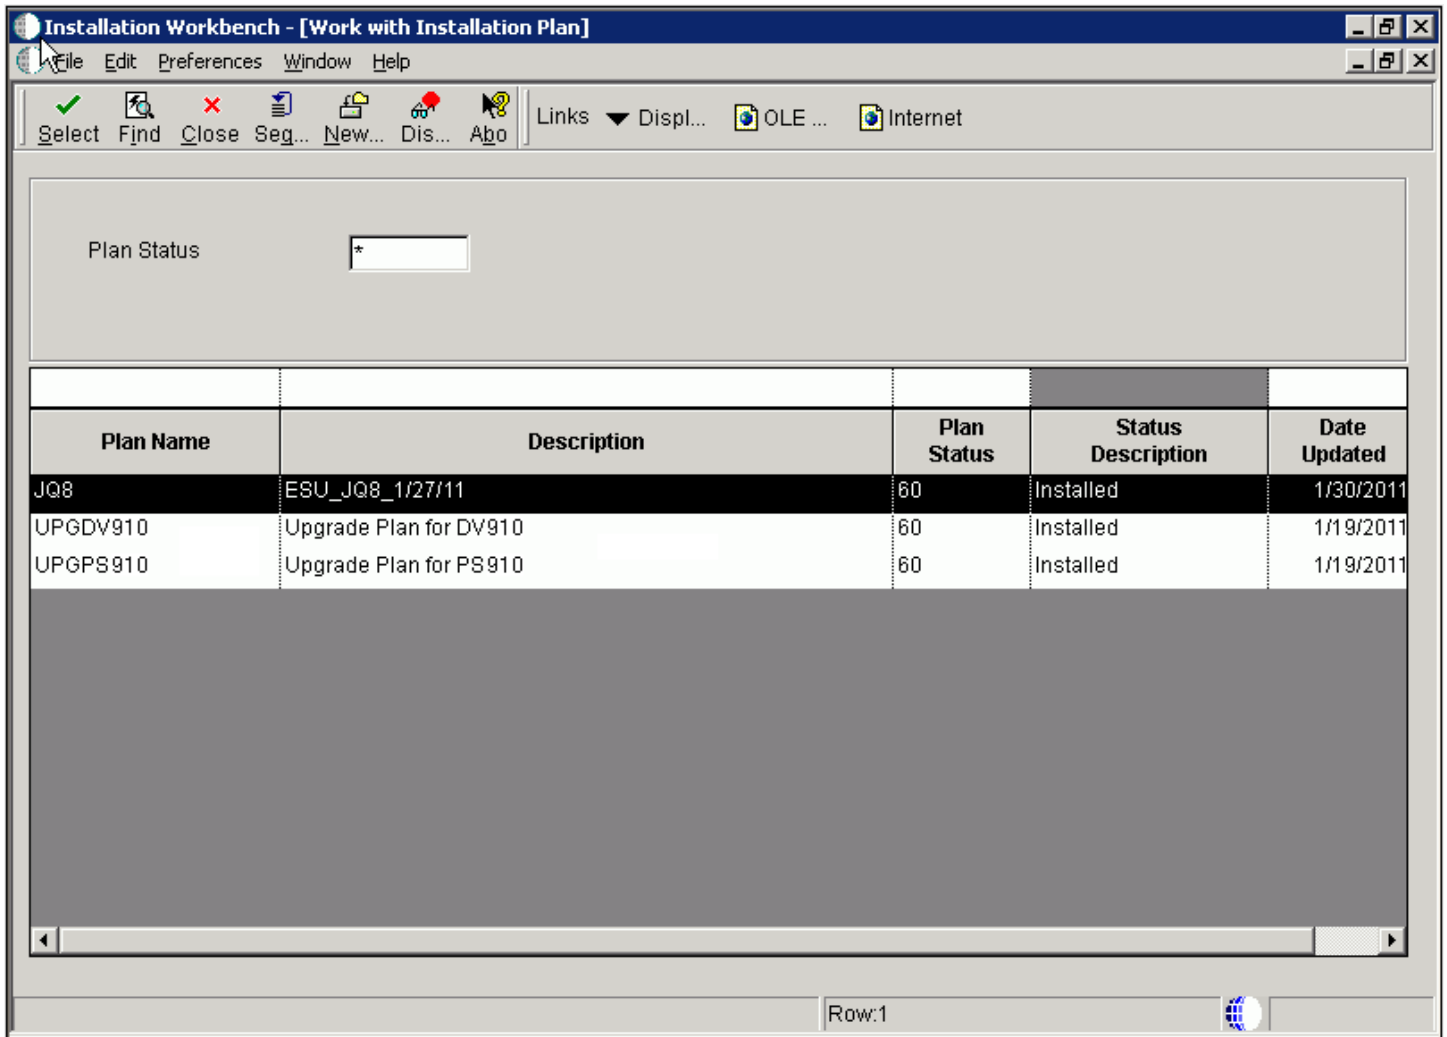 Installation Workbench - [Work with Installation Plan]
File Edit Preferences Window Help
Select Find Close Seg... New... Dis... Abo Links Displ... OLE ... Internet
Plan Status *
Plan Name Description Plan Status Status Description Date Updated
JQ8 ESU_JQ8_1/27/11 60 Installed 1/30/2011
UPGDV910 Upgrade Plan for DV910 60 Installed 1/19/2011
UPGPS910 Upgrade Plan for PS910 60 Installed 1/19/2011
Row:1